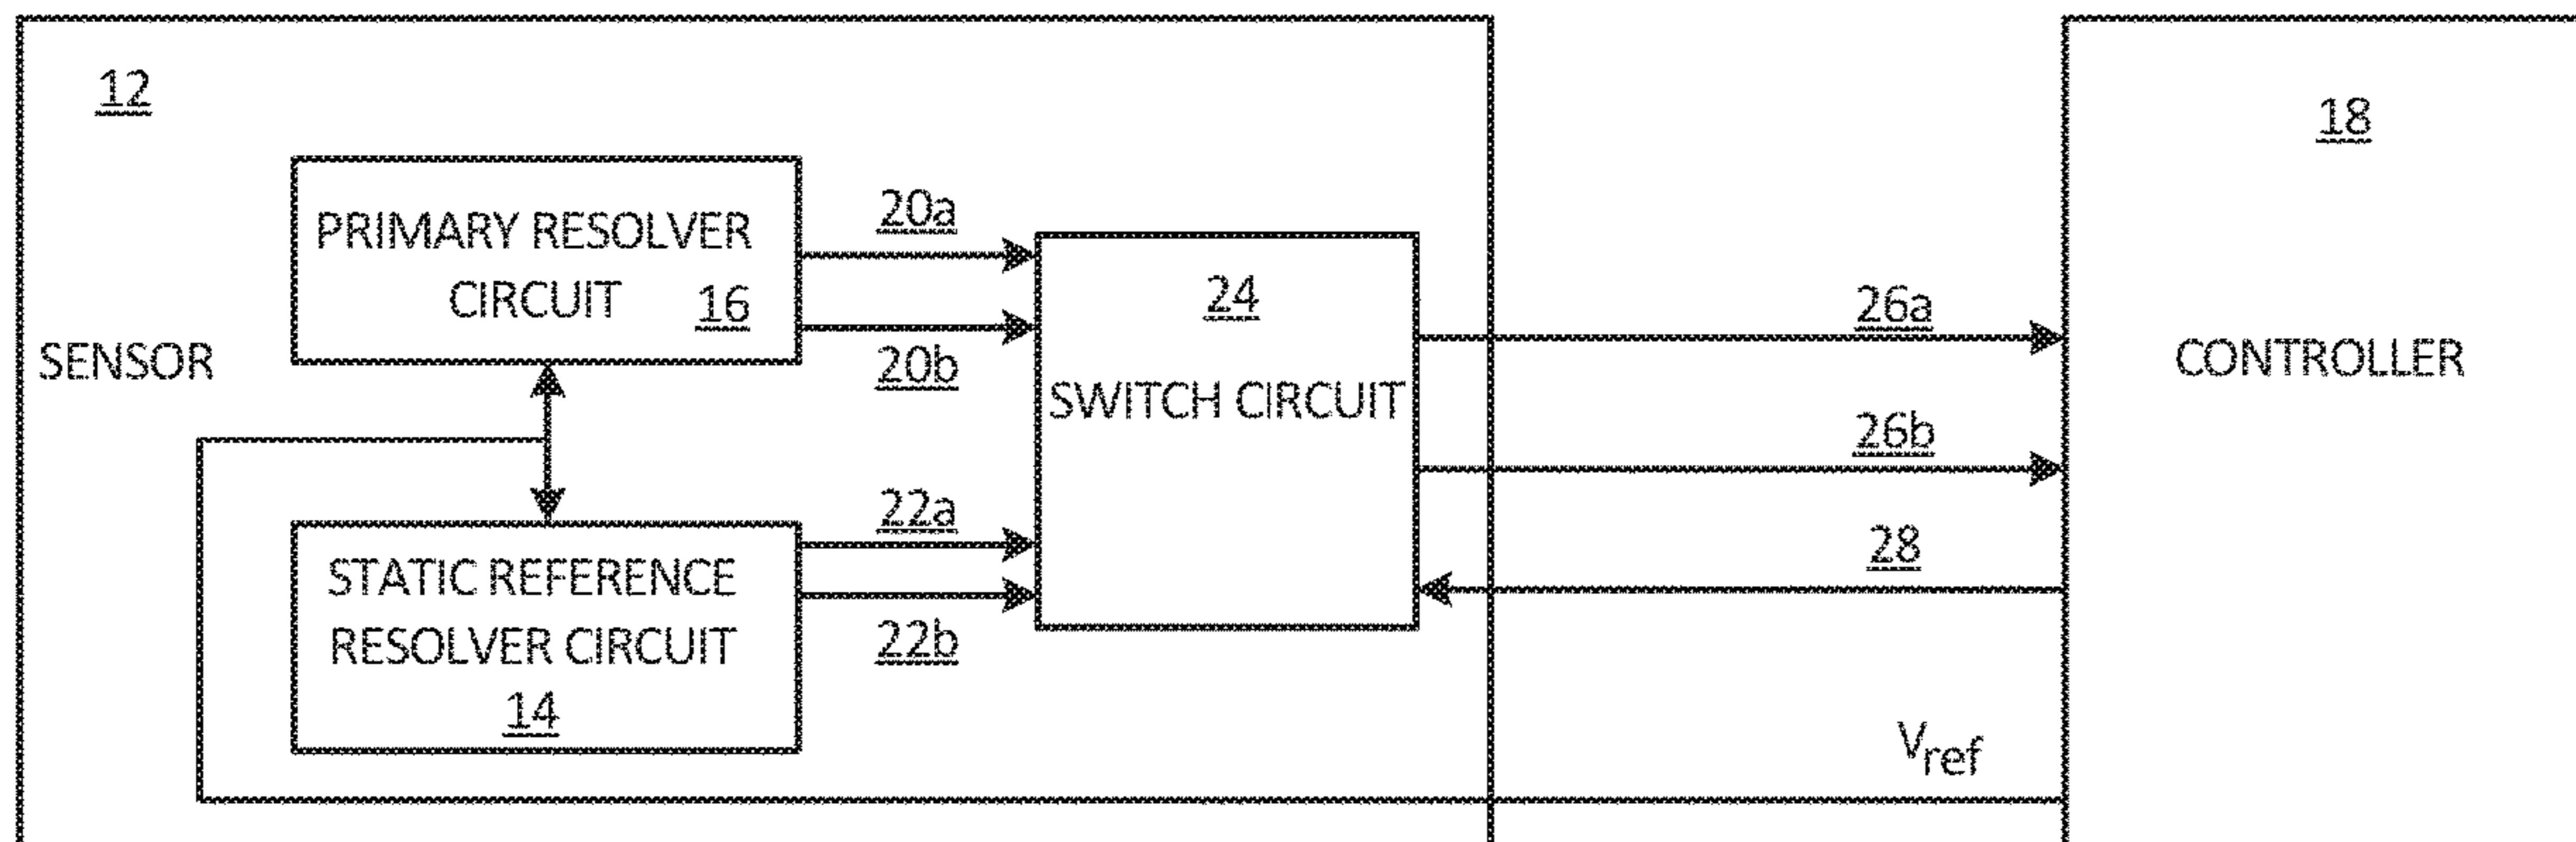 12
SENSOR
PRIMARY RESOLVER
CIRCUIT 16
20a
20b
STATIC REFERENCE
RESOLVER CIRCUIT
14
22a
22b
24
SWITCH CIRCUIT
26a
26b
28
Vref
18
CONTROLLER